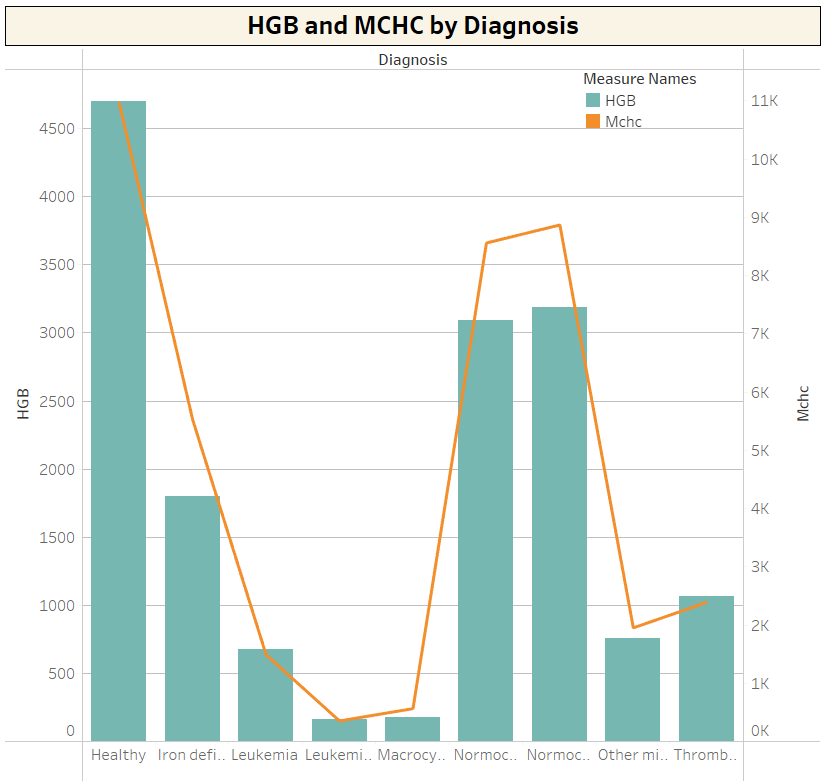 HGB and MCHC by Diagnosis
Diagnosis
Measure Names
HGB
Mchc
4500
4000
3500
3000
2500
2000
1500
1000
500
0
HGB
11K
10K
9K
8K
7K
6K
5K
4K
3K
2K
1K
0K
Mchc
Healthy Iron defi.. Leukemia Leukemi.. Macrocy.. Normoc.. Normoc.. Other mi.. Thromb..